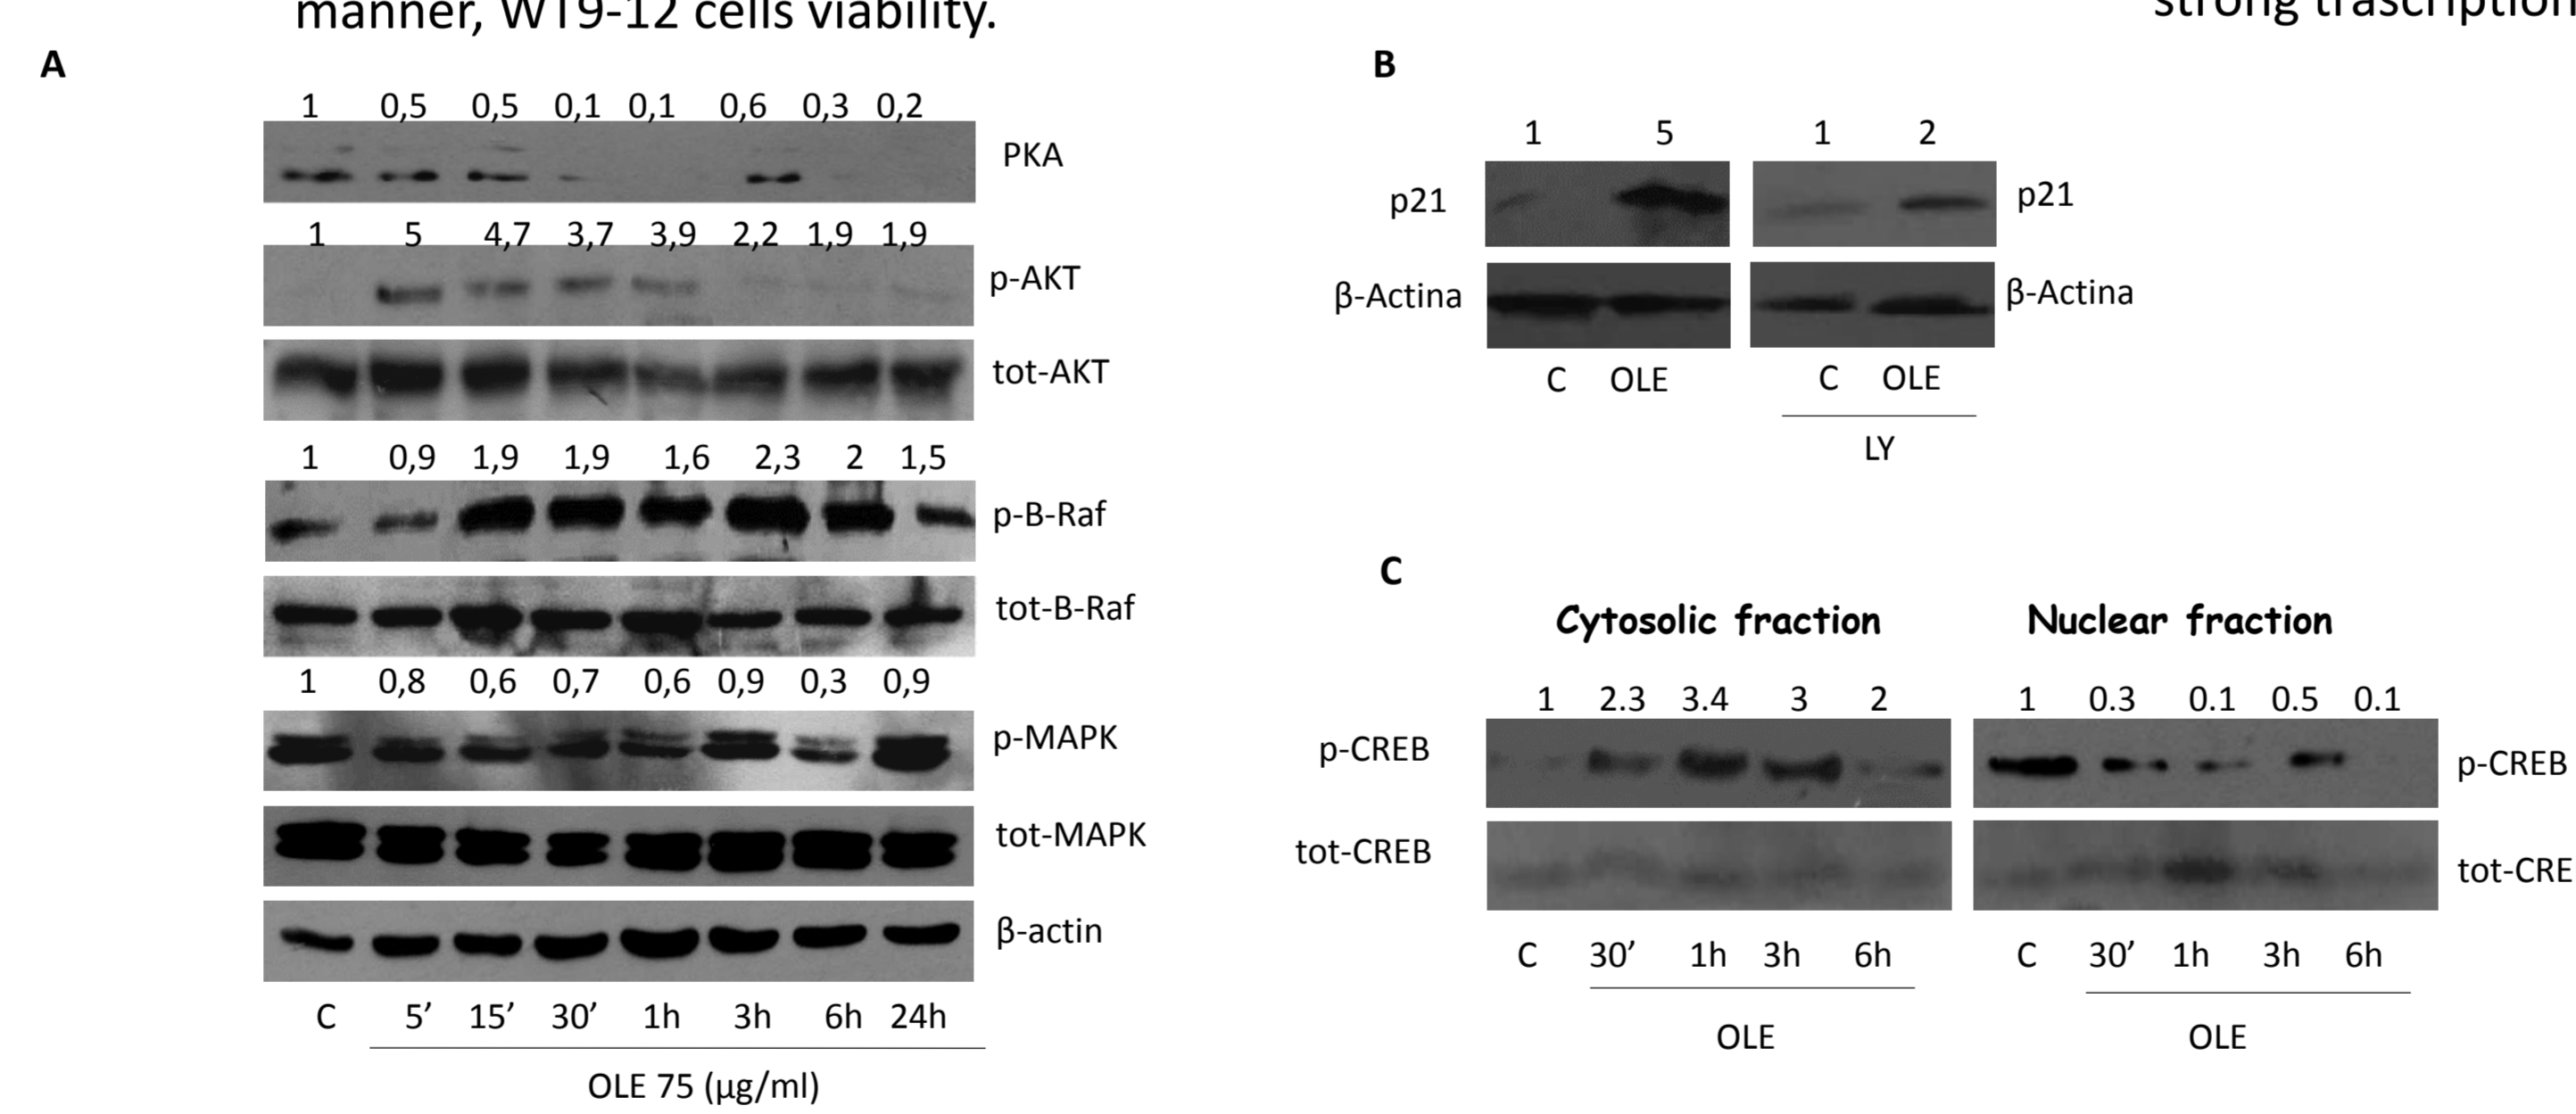 manner, WT9-12 cells viability.
strong trascription
A
1 0,5 0,5 0,1 0,1 0,6 0,3 0,2
PKA
1 5 4,7 3,7 3,9 2,2 1,9 1,9
p-AKT
tot-AKT
1 0,9 1,9 1,9 1,6 2,3 2 1,5
p-B-Raf
tot-B-Raf
1 0,8 0,6 0,7 0,6 0,9 0,3 0,9
p-MAPK
tot-MAPK
β-actin
C 5’ 15’ 30’ 1h 3h 6h 24h
OLE 75 (μg/ml)
B
1 5 1 2
p21 p21
β-Actina β-Actina
C OLE C OLE
LY
C
Cytosolic fraction Nuclear fraction
1 2.3 3.4 3 2 1 0.3 0.1 0.5 0.1
p-CREB p-CREB
tot-CREB tot-CRE
C 30’ 1h 3h 6h C 30’ 1h 3h 6h
OLE OLE